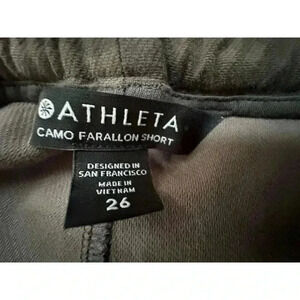 ATHLETA
CAMO FARALLON SHORT
DESIGNED IN
SAN FRANCISCO
MADE IN
VIETNAM
26